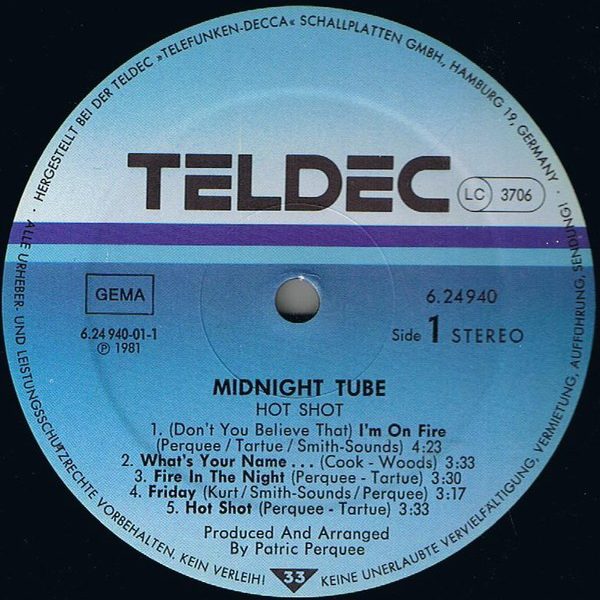 · HERGESTELLT BEI DER TELDEC »TELEFUNKEN-DECCA« SCHALLPLATTEN GMBH, HAMBURG 19, GERMANY ·
TELDEC
LC 3706
GEMA
6.24940
6.24 940-01-1
℗ 1981
Side 1 STEREO
MIDNIGHT TUBE
HOT SHOT
1. (Don't You Believe That) I'm On Fire
(Perquee / Tartue / Smith-Sounds) 4:23
2. What's Your Name . . . (Cook - Woods) 3:33
3. Fire In The Night (Perquee - Tartue) 3:30
4. Friday (Kurt / Smith-Sounds / Perquee) 3:17
5. Hot Shot (Perquee - Tartue) 3:33
Produced And Arranged
By Patric Perquee
33
ALLE URHEBER- UND LEISTUNGSSCHUTZRECHTE VORBEHALTEN. KEIN VERLEIH! KEINE UNERLAUBTE VERVIELFÄLTIGUNG, VERMIETUNG, AUFFÜHRUNG, SENDUNG!